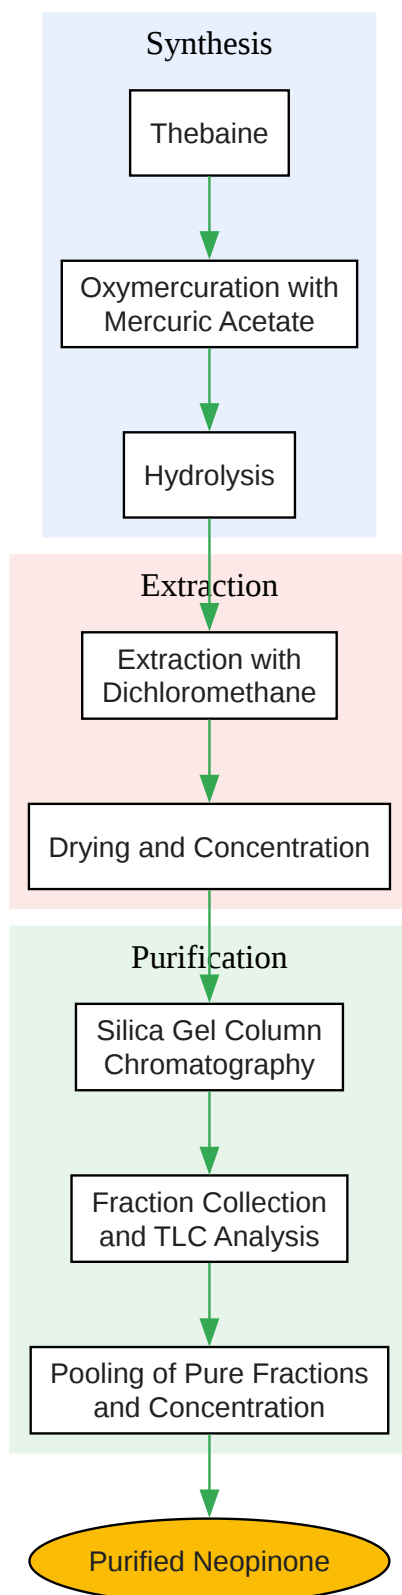 Synthesis
Thebaine
Oxymercuration with
Mercuric Acetate
Hydrolysis
Extraction
Extraction with
Dichloromethane
Drying and Concentration
Purification
Silica Gel Column
Chromatography
Fraction Collection
and TLC Analysis
Pooling of Pure Fractions
and Concentration
Purified Neopinone